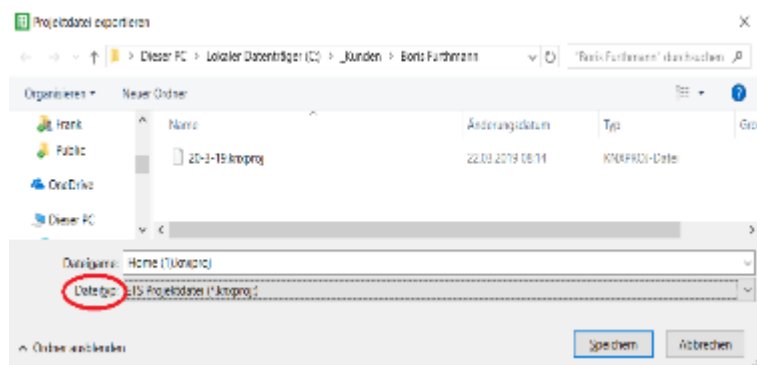 Projektdatei exportieren
Dieser PC > Lokaler Datenträger (C:) > _Kunden > Boris Furthmann
"Boris Furthmann" durchsuchen
Organisieren
Neuer Ordner
Frank
Public
OneDrive
Dieser PC
Name
Änderungsdatum
Typ
Grö
20-3-19.knxproj
22.03.2019 08:14
KNXPROJ-Datei
Dateiname: Home (1).knxproj
Dateityp: ETS Projektdatei (*.knxproj)
Ordner ausblenden
Speichern
Abbrechen